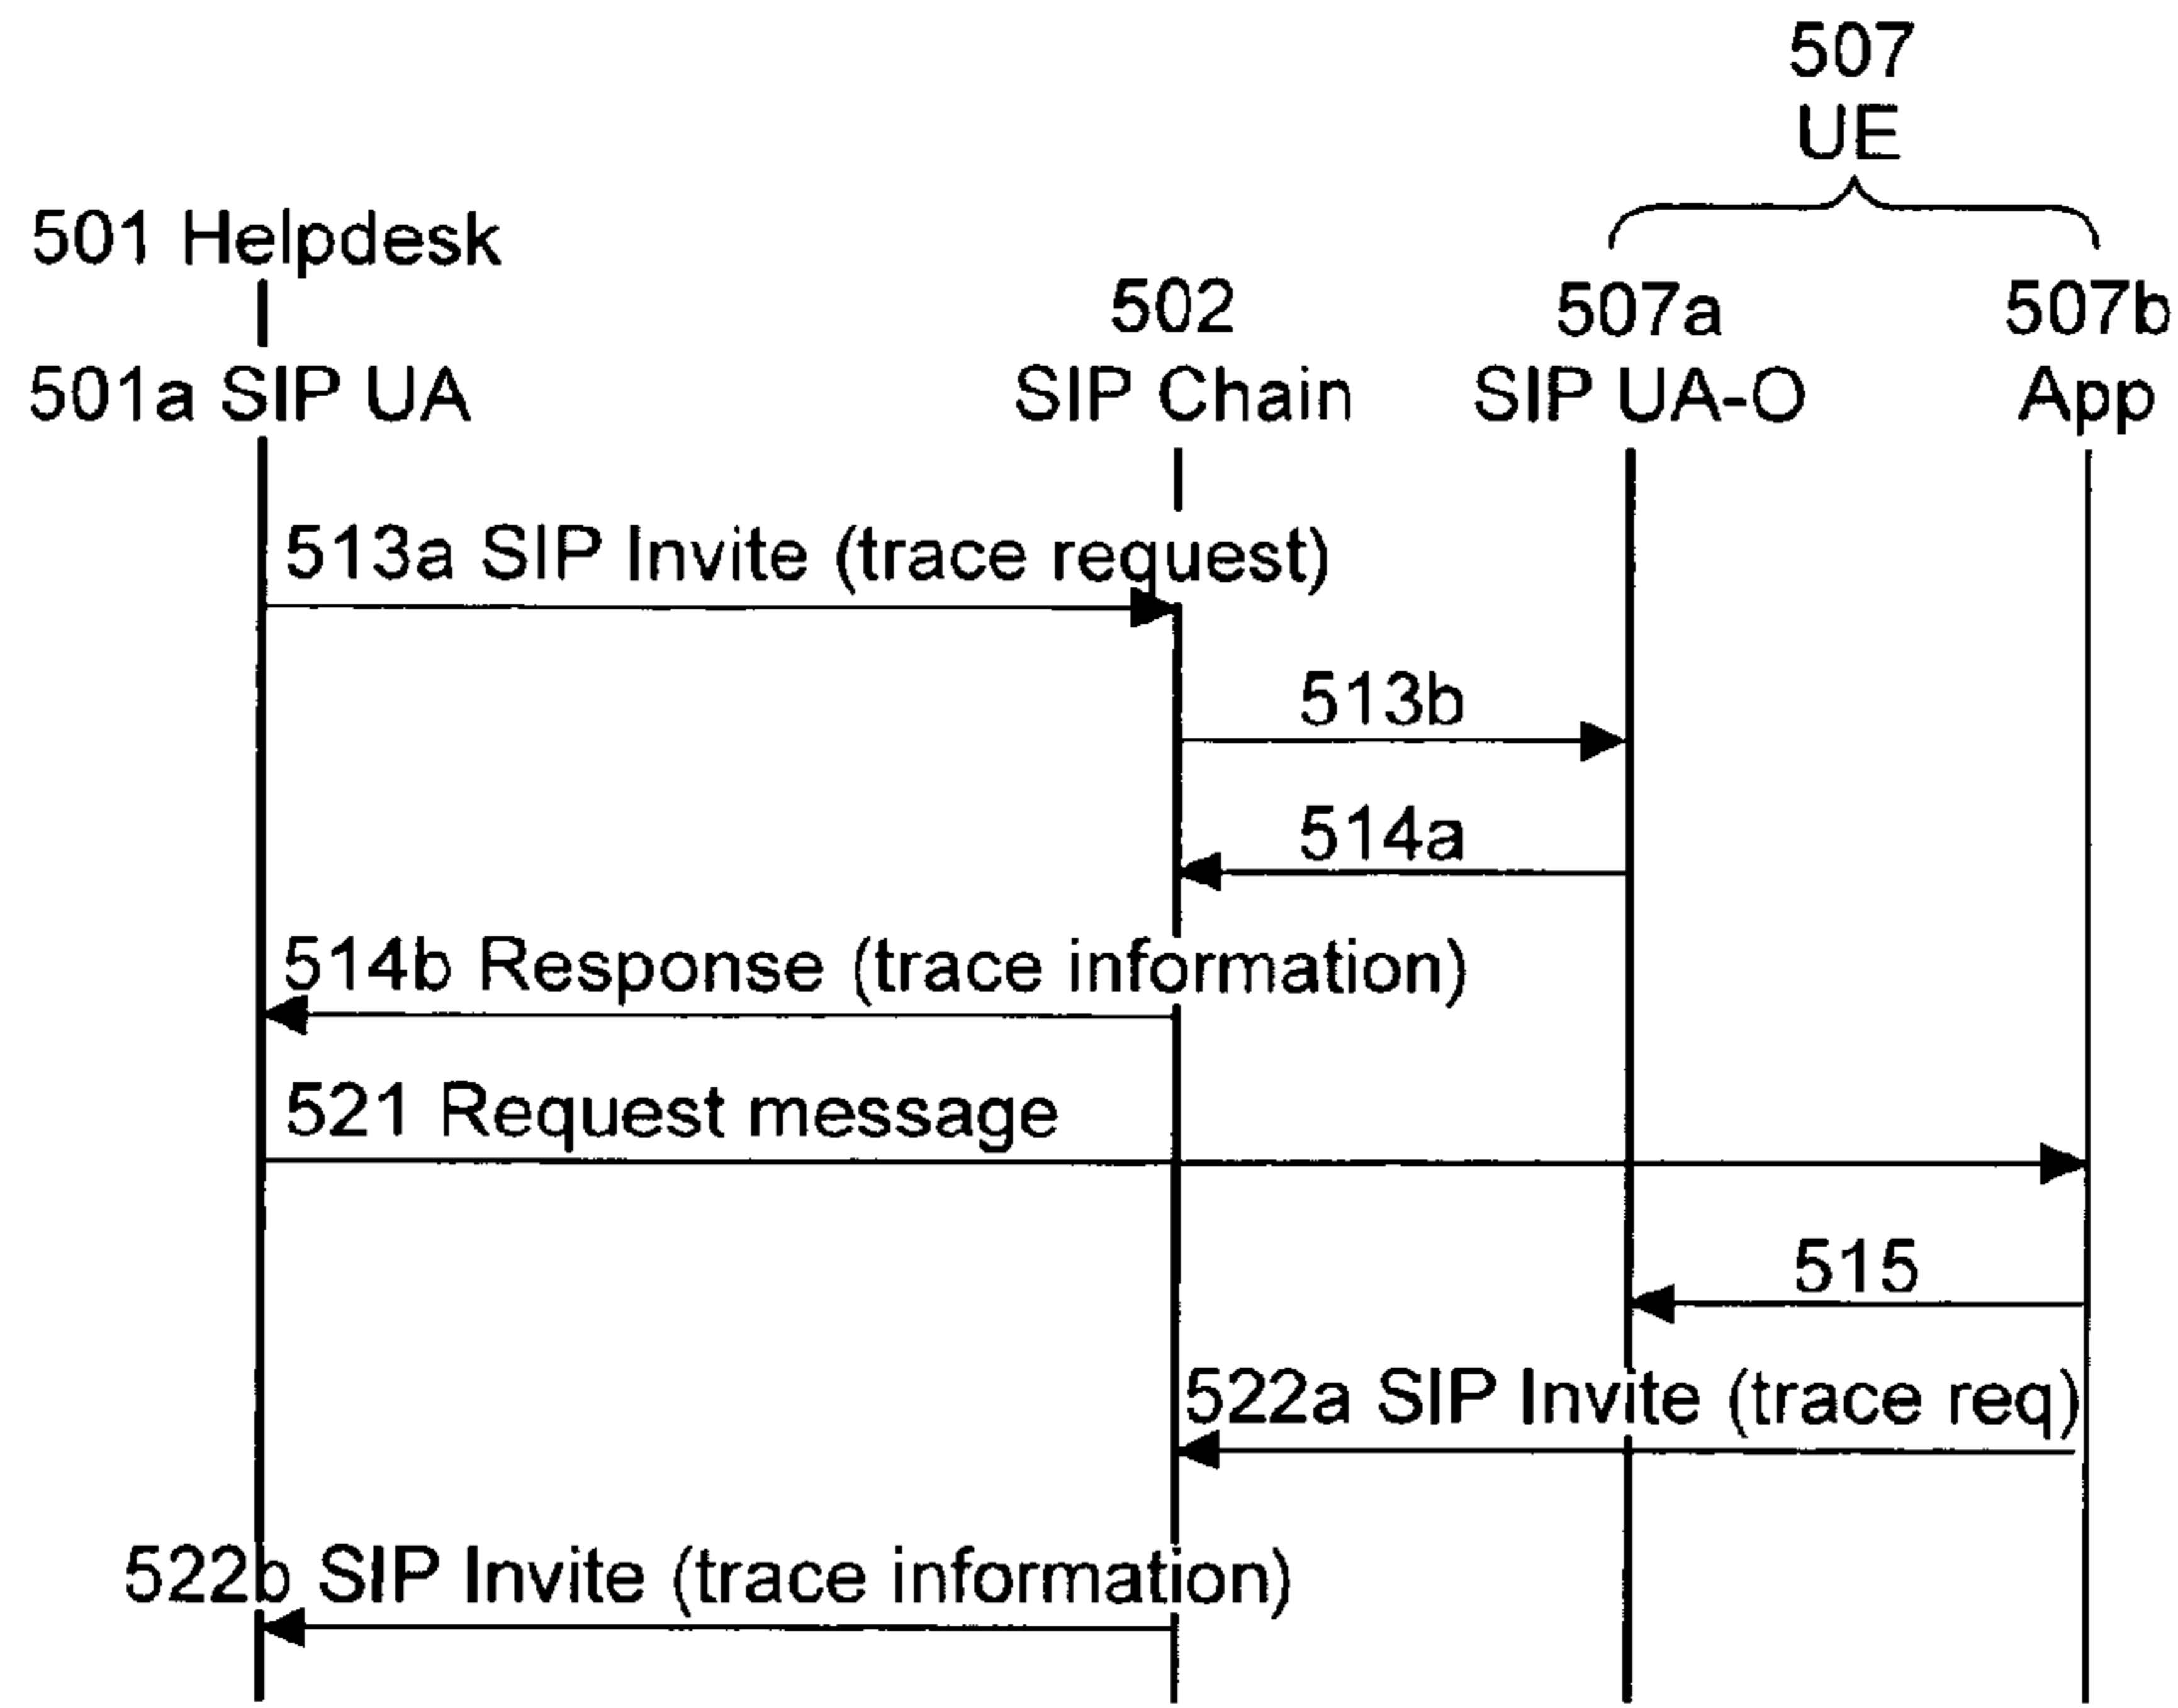 507
UE
501 Helpdesk
502
507a
507b
501a SIP UA
SIP Chain
SIP UA-O
App
513a SIP Invite (trace request)
513b
514a
514b Response (trace information)
521 Request message
515
522a SIP Invite (trace req)
522b SIP Invite (trace information)